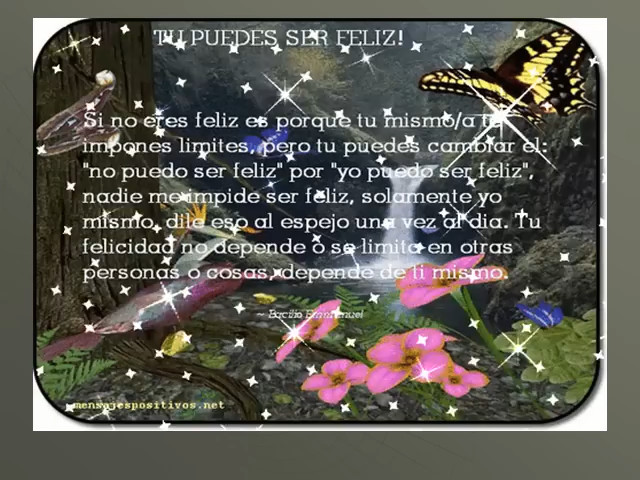 TU PUEDES SER FELIZ!
Si no eres feliz es porque tu mismo/a te
impones limites, pero tu puedes cambiar el:
"no puedo ser feliz" por "yo puedo ser feliz",
nadie me impide ser feliz, solamente yo
mismo, dile eso al espejo una vez al dia. Tu
felicidad no depende o se limita en otras
personas o cosas, depende de ti mismo.
~ Bacilio Emmanuel
mensajespositivos.net